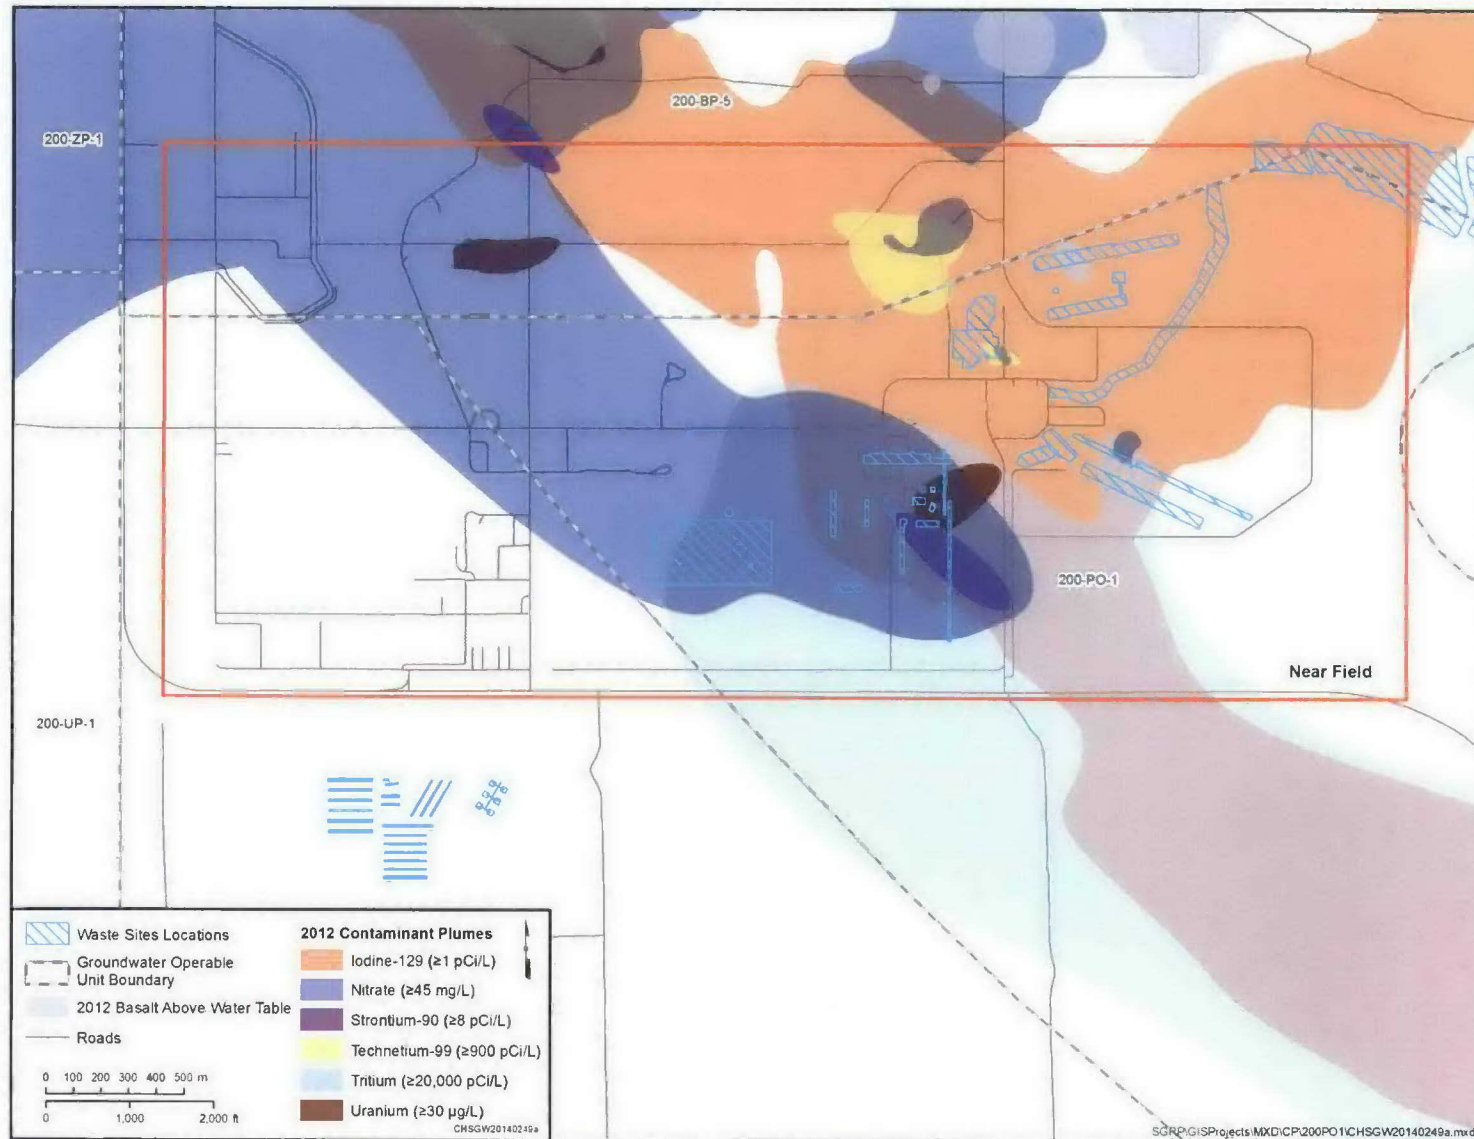 200-BP-5
200-ZP-1
200-PO-1
Near Field
200-UP-1
Waste Sites Locations
Groundwater Operable
Unit Boundary
2012 Basalt Above Water Table
Roads
0 100 200 300 400 500 m
0 1,000 2,000 ft
2012 Contaminant Plumes
Iodine-129 (≥1 pCi/L)
Nitrate (≥45 mg/L)
Strontium-90 (≥8 pCi/L)
Technetium-99 (≥900 pCi/L)
Tritium (≥20,000 pCi/L)
Uranium (≥30 µg/L)
CHSGW20140249a
SGRP\GISProjects\MXD\CP\200PO1\CHSGW20140249a.mxd